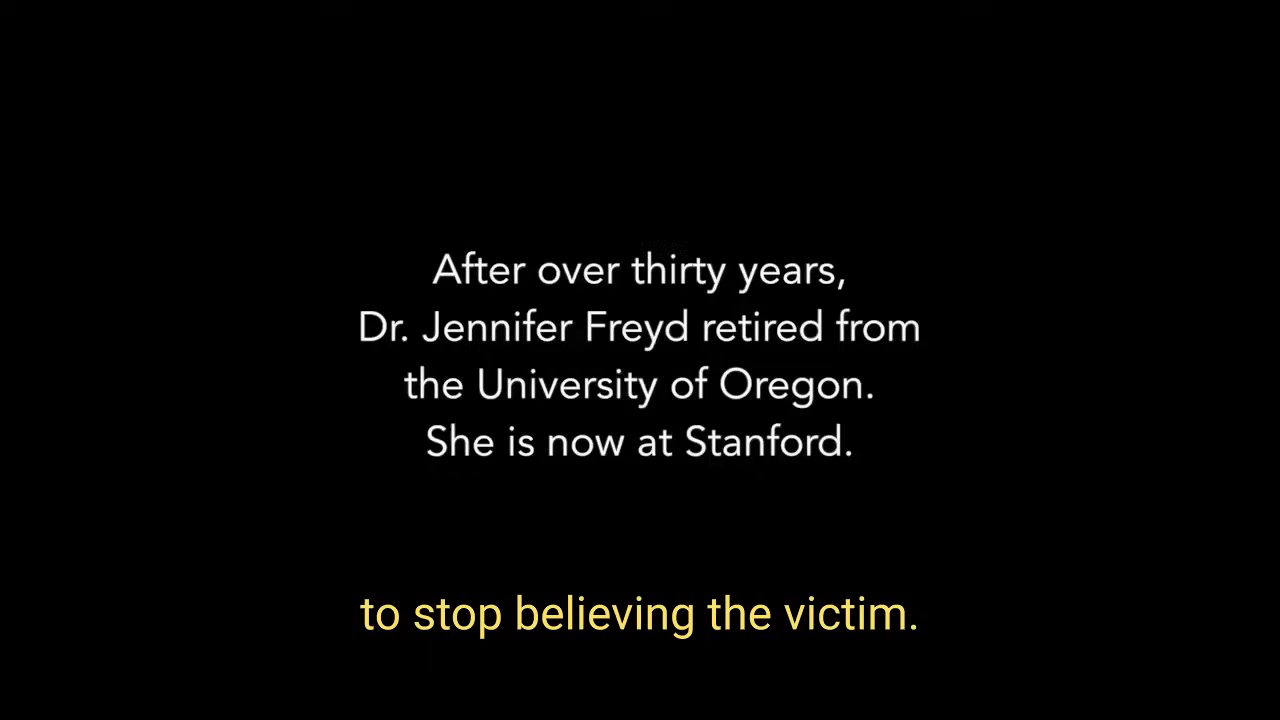 After over thirty years,
Dr. Jennifer Freyd retired from
the University of Oregon.
She is now at Stanford.
to stop believing the victim.